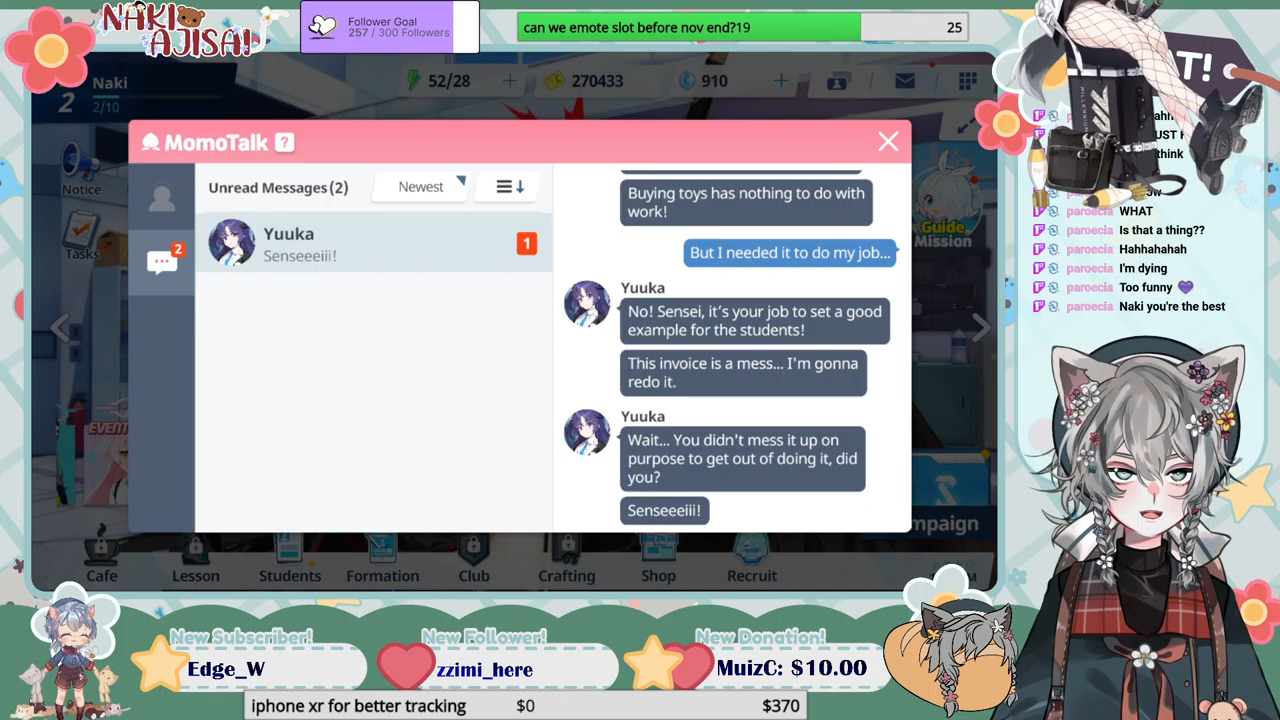 NAKI
AJISA!
Follower Goal
257 / 300 Followers
can we emote slot before nov end?19
25
Naki
2
2/10
52/28
270433
910
T!
MomoTalk ?
Notice
Tasks
Unread Messages (2)
Newest
2
Yuuka
Senseeeiii!
1
Buying toys has nothing to do with
work!
But I needed it to do my job...
Yuuka
No! Sensei, it's your job to set a good
example for the students!
This invoice is a mess... I'm gonna
redo it.
Yuuka
Wait... You didn't mess it up on
purpose to get out of doing it, did
you?
Senseeeiii!
Guide
Mission
EVENT
mpaign
think
paroecia WHAT
paroecia Is that a thing??
paroecia Hahhahahah
paroecia I'm dying
paroecia Too funny 💜
paroecia Naki you're the best
MILLENNIUM
Cafe
Lesson
Students
Formation
Club
Crafting
Shop
Recruit
New Subscriber!
Edge_W
New Follower!
zzimi_here
New Donation!
MuizC: $10.00
iphone xr for better tracking
$0
$370